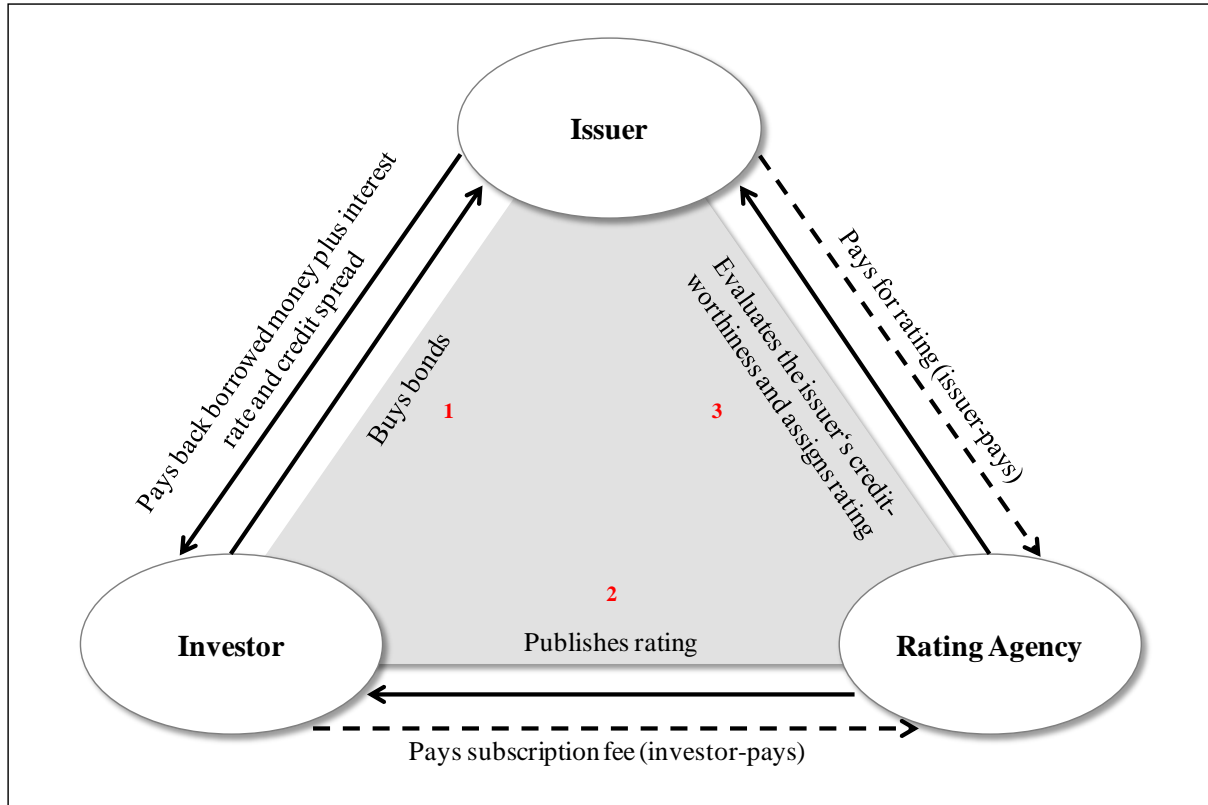 Issuer
Pays back borrowed money plus interest
rate and credit spread
Buys bonds
1
3
Evaluates the issuer‘s credit-
worthiness and assigns rating
Pays for rating (issuer-pays)
2
Investor
Publishes rating
Rating Agency
Pays subscription fee (investor-pays)